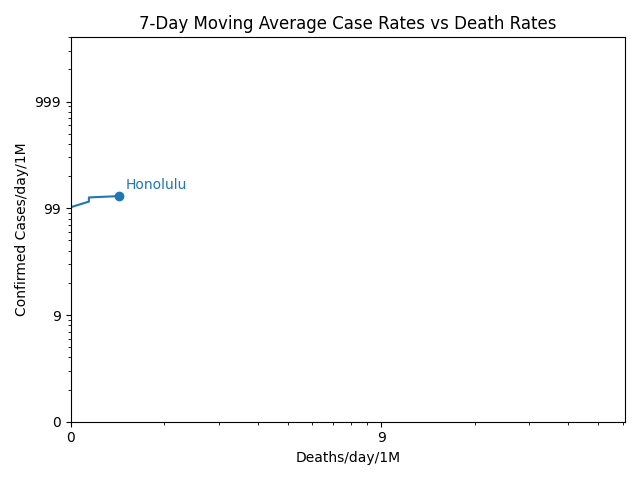 7-Day Moving Average Case Rates vs Death Rates
999
Honolulu
99
9
0
0
9
Confirmed Cases/day/1M
Deaths/day/1M